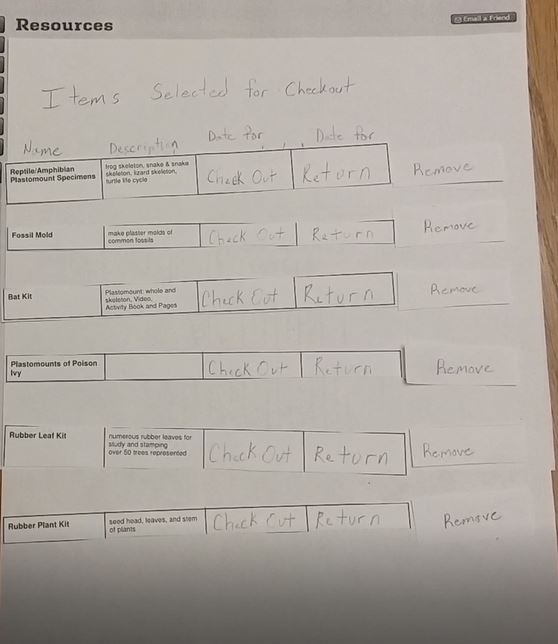 Resources
Email a Friend
Items Selected for Checkout
Name Description Date for Date for
Reptile/Amphibian
Plastomount Specimens
frog skeleton, snake & snake
skeleton, lizard skeleton,
turtle life cycle
Check Out Return Remove
Fossil Mold
make plaster molds of
common fossils
Check Out Return Remove
Bat Kit
Plastomount: whole and
skeleton, Video,
Activity Book and Pages
Check Out Return Remove
Plastomounts of Poison
Ivy
Check Out Return Remove
Rubber Leaf Kit
numerous rubber leaves for
study and stamping
over 50 trees represented
Check Out Return Remove
Rubber Plant Kit
seed head, leaves, and stem
of plants
Check Out Return Remove